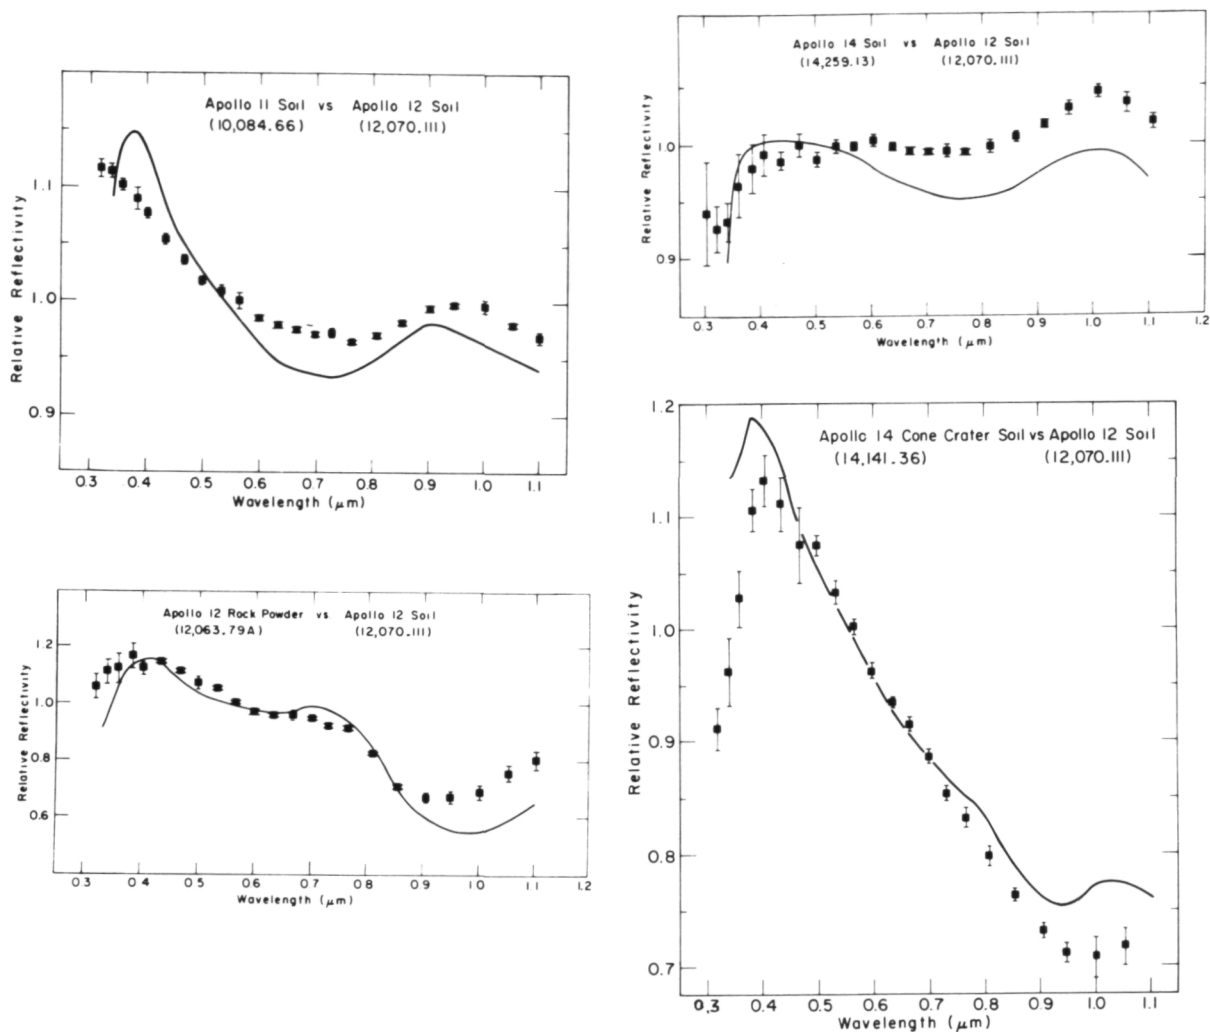 Apollo 11 Soil vs Apollo 12 Soil
(10,084.66) (12,070.111)
1.1
1.0
0.9
Relative Reflectivity
0.3 0.4 0.5 0.6 0.7 0.8 0.9 1.0 1.1
Wavelength (μm)
Apollo 14 Soil vs Apollo 12 Soil
(14,259.13) (12,070.111)
1.0
0.9
Relative Reflectivity
0.3 0.4 0.5 0.6 0.7 0.8 0.9 1.0 1.1 1.2
Wavelength (μm)
Apollo 12 Rock Powder vs Apollo 12 Soil
(12,063.79A) (12,070.111)
1.2
1.0
0.8
0.6
Relative Reflectivity
0.3 0.4 0.5 0.6 0.7 0.8 0.9 1.0 1.1 1.2
Wavelength (μm)
Apollo 14 Cone Crater Soil vs Apollo 12 Soil
(14,141.36) (12,070.111)
1.2
1.1
1.0
0.9
0.8
0.7
Relative Reflectivity
0.3 0.4 0.5 0.6 0.7 0.8 0.9 1.0 1.1
Wavelength (μm)